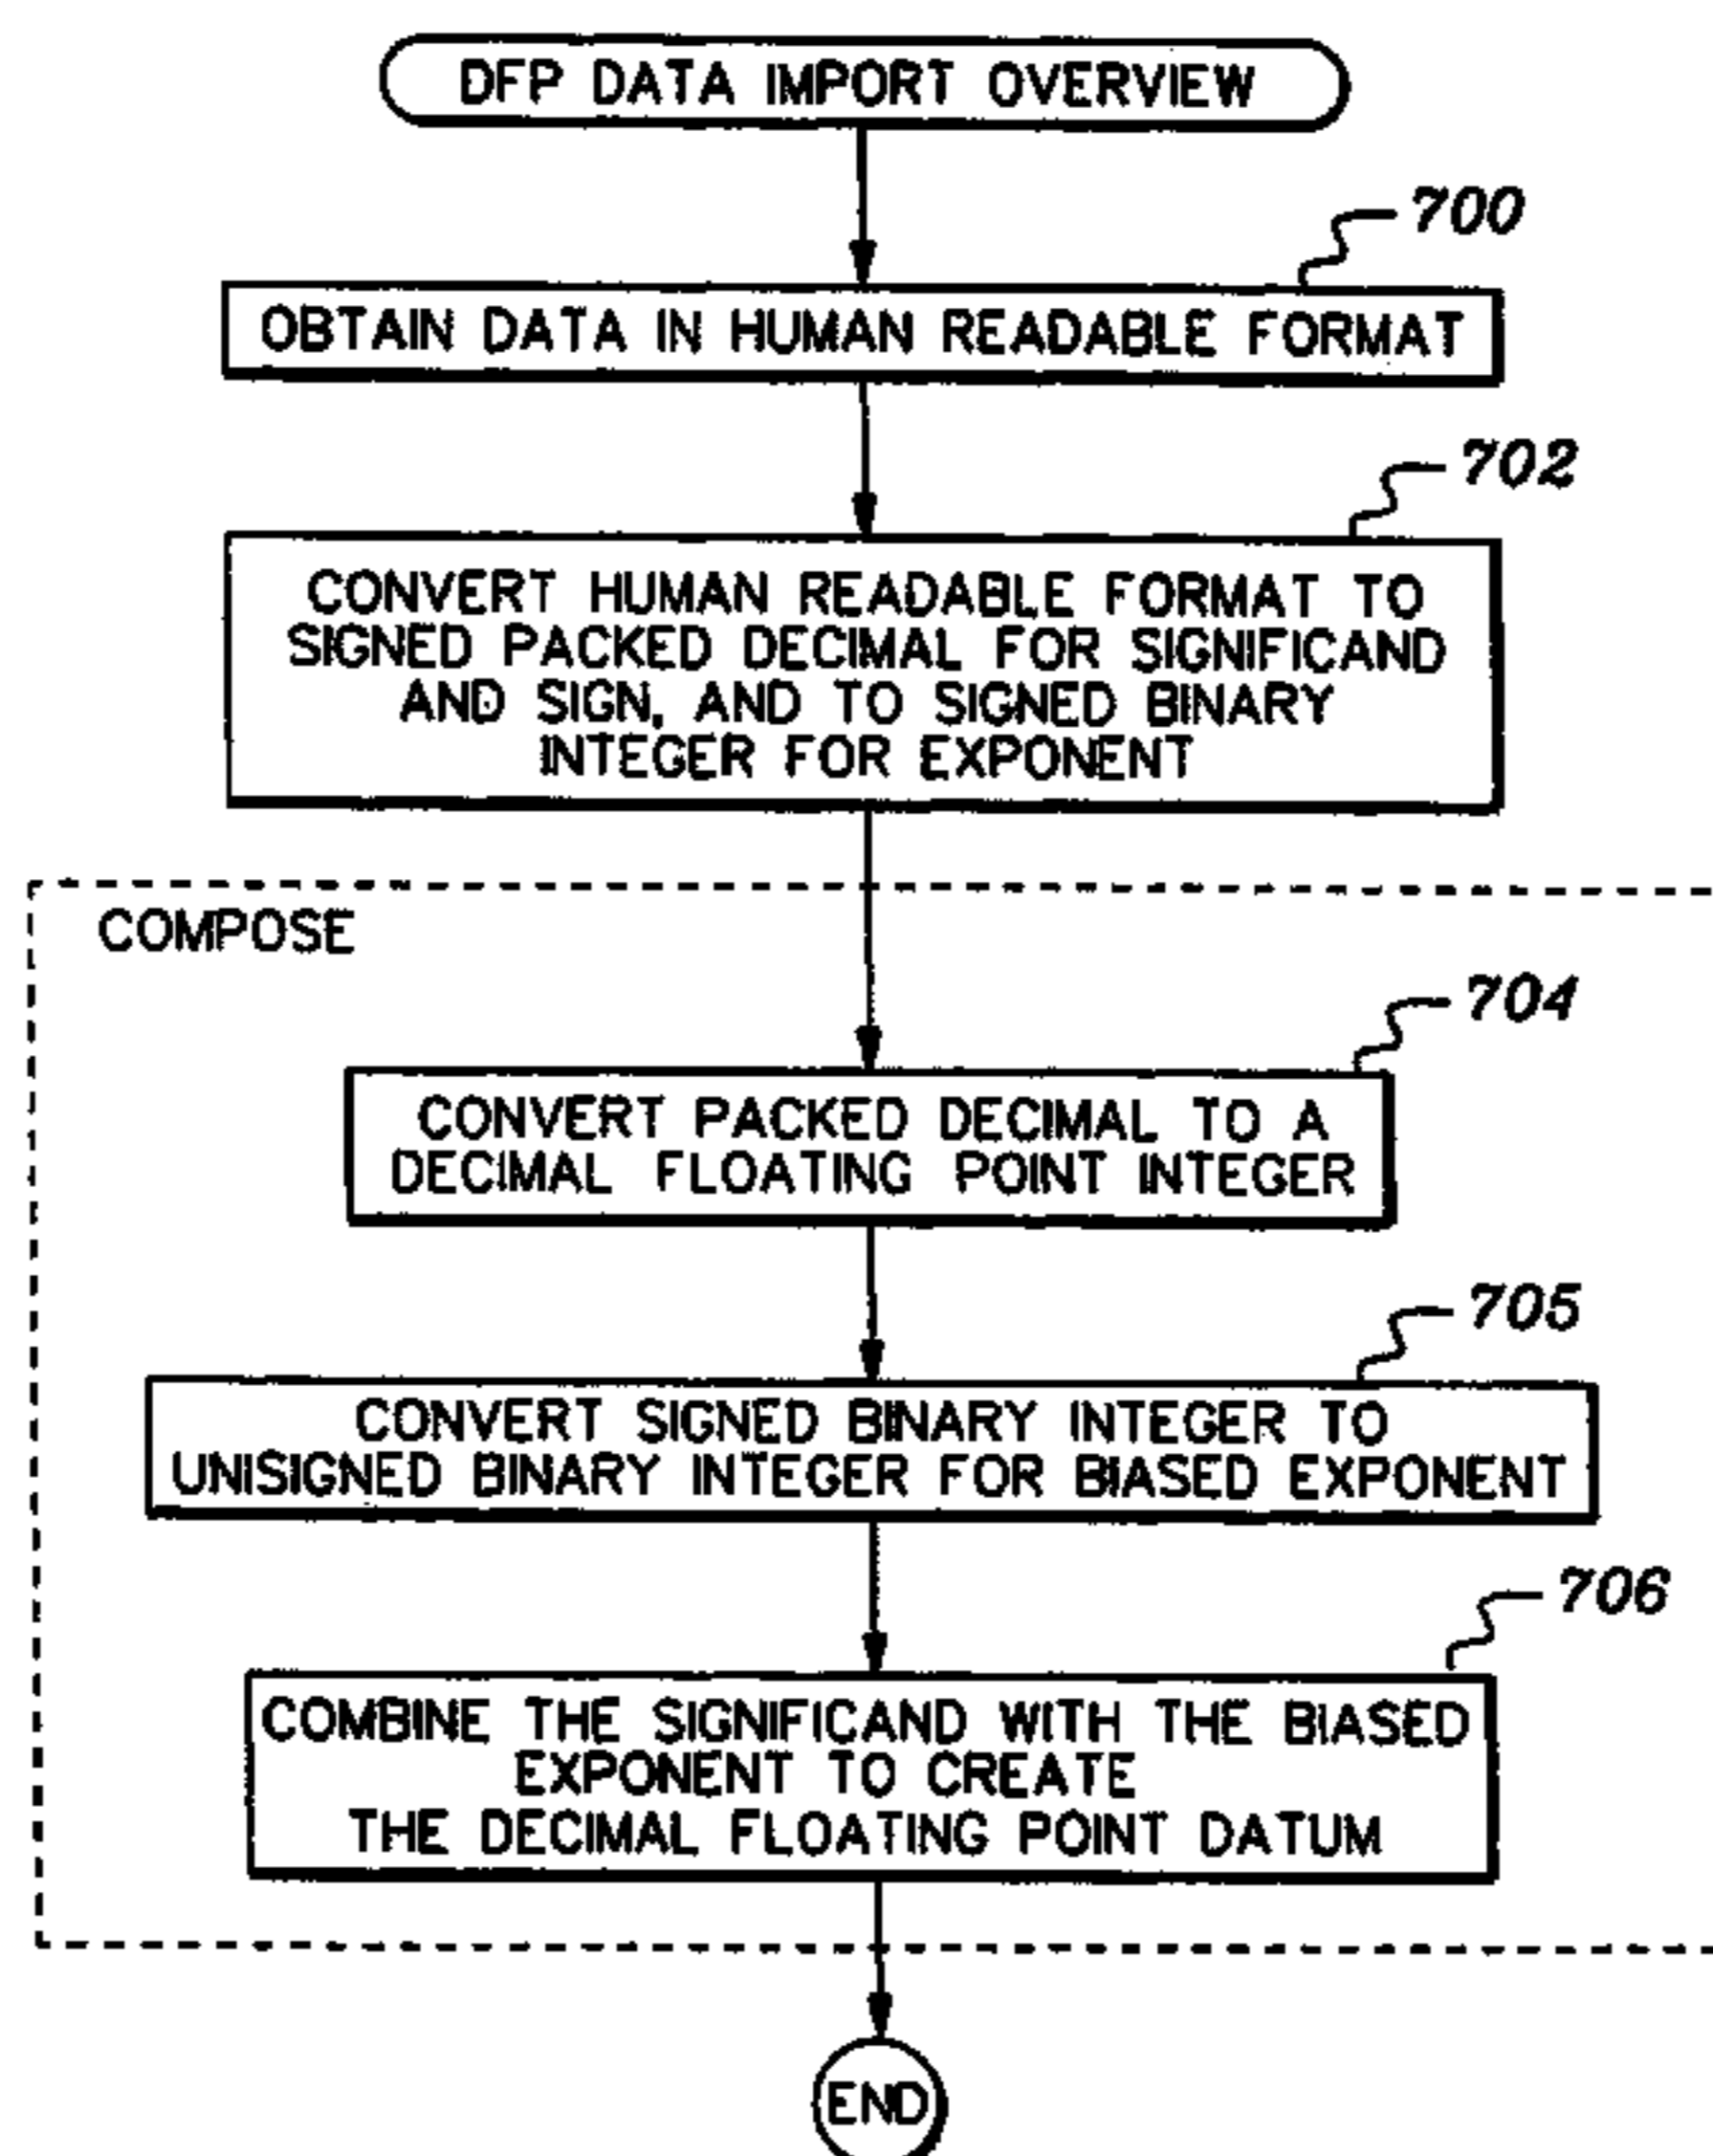 DFP DATA IMPORT OVERVIEW
700
OBTAIN DATA IN HUMAN READABLE FORMAT
702
CONVERT HUMAN READABLE FORMAT TO
SIGNED PACKED DECIMAL FOR SIGNIFICAND
AND SIGN, AND TO SIGNED BINARY
INTEGER FOR EXPONENT
COMPOSE
704
CONVERT PACKED DECIMAL TO A
DECIMAL FLOATING POINT INTEGER
705
CONVERT SIGNED BINARY INTEGER TO
UNISIGNED BINARY INTEGER FOR BIASED EXPONENT
706
COMBINE THE SIGNIFICAND WITH THE BIASED
EXPONENT TO CREATE
THE DECIMAL FLOATING POINT DATUM
END